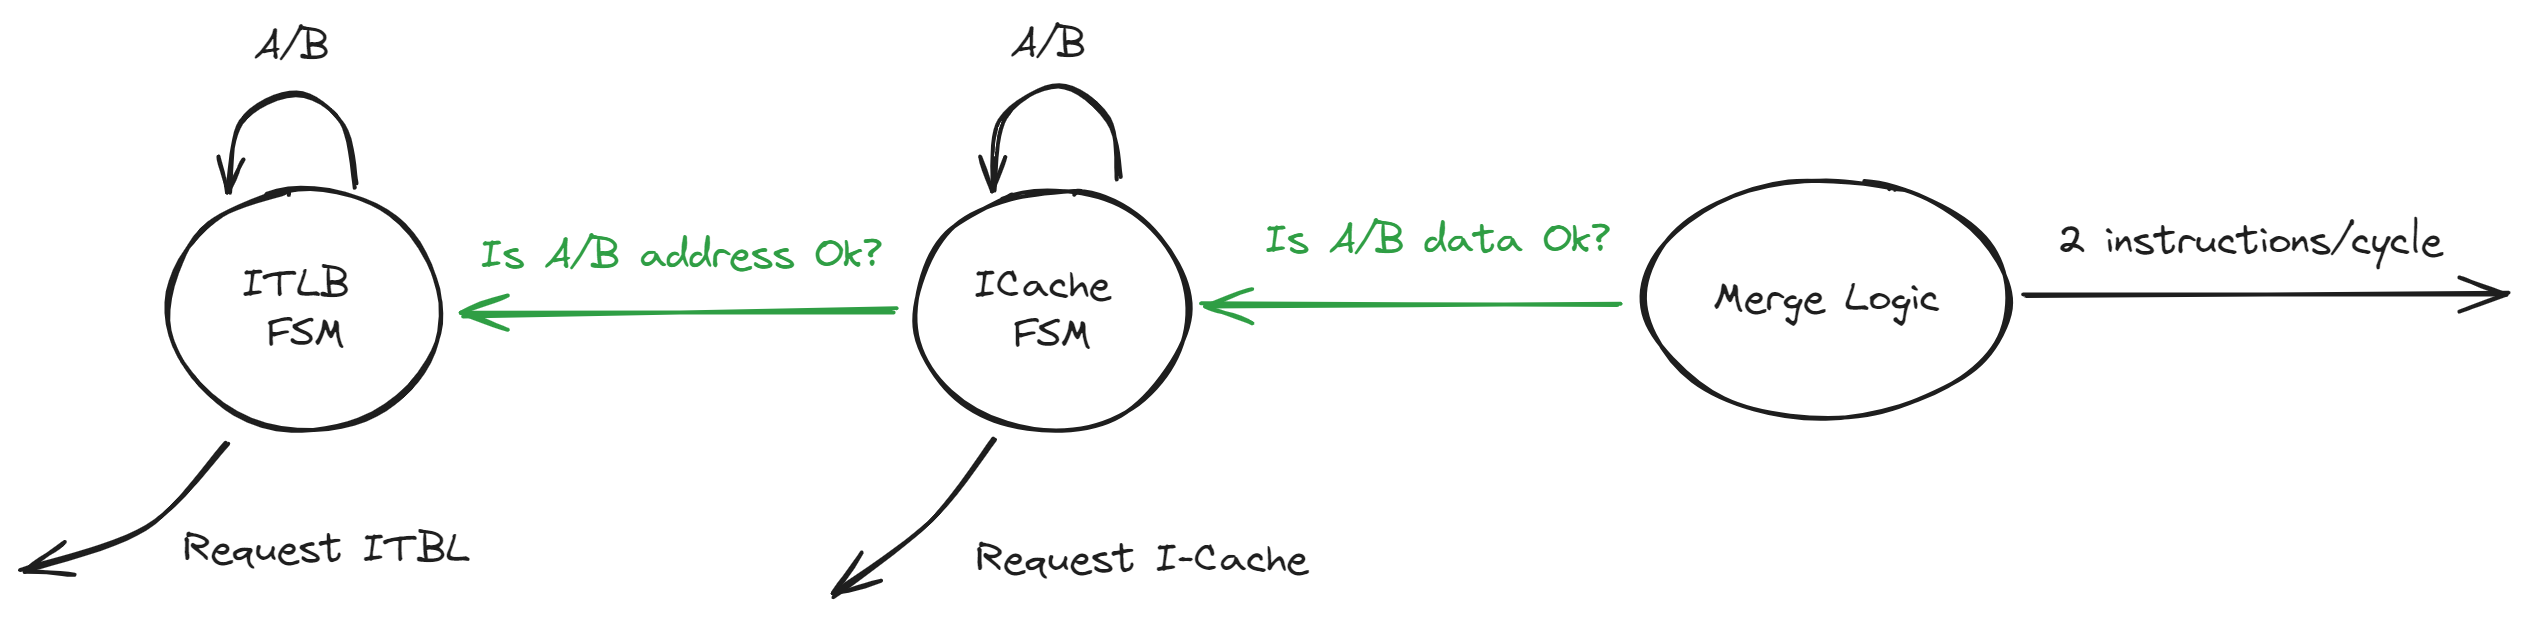 A/B
A/B
Is A/B address Ok?
Is A/B data Ok?
2 instructions/cycle
ITLB
FSM
ICache
FSM
Merge Logic
Request ITBL
Request I-Cache